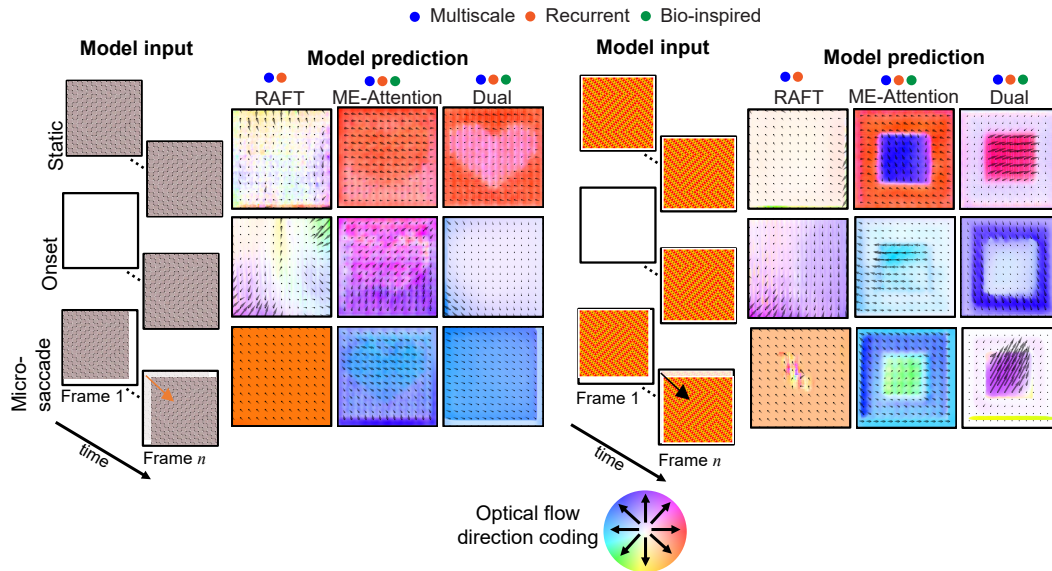 Multiscale Recurrent Bio-inspired
Model input
Model prediction
RAFT ME-Attention Dual
Static
Onset
Micro-
saccade
Frame 1
Frame n
time
Model input
Model prediction
RAFT ME-Attention Dual
Frame 1
Frame n
time
Optical flow
direction coding